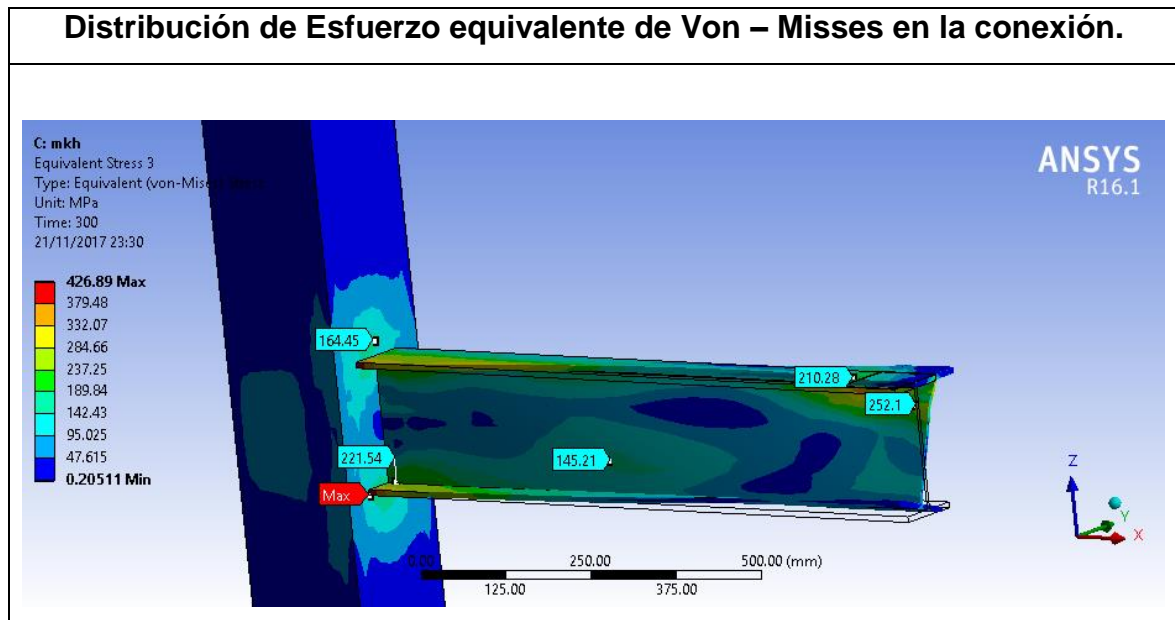 Distribución de Esfuerzo equivalente de Von – Misses en la conexión.
C: mkh
Equivalent Stress 3
Type: Equivalent (von-Mises)
Unit: MPa
Time: 300
21/11/2017 23:30
426.89 Max
379.48
332.07
284.66
237.25
189.84
142.43
95.025
47.615
0.20511 Min
ANSYS
R16.1
164.45
210.28
252.1
221.54
145.21
Max
Z
Y
X
0.00 250.00 500.00 (mm)
125.00 375.00